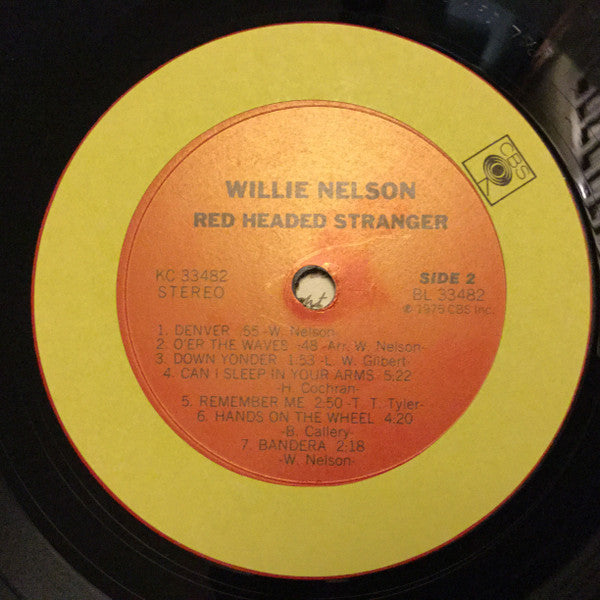 CBS
WILLIE NELSON
RED HEADED STRANGER
KC 33482
STEREO
SIDE 2
BL 33482
℗ 1975 CBS Inc.
1. DENVER :55 -W. Nelson-
2. O'ER THE WAVES :48 -Arr. W. Nelson-
3. DOWN YONDER 1:53 -L. W. Gilbert-
4. CAN I SLEEP IN YOUR ARMS 5:22
-H. Cochran-
5. REMEMBER ME 2:50 -T. T. Tyler-
6. HANDS ON THE WHEEL 4:20
-B. Callery-
7. BANDERA 2:18
-W. Nelson-